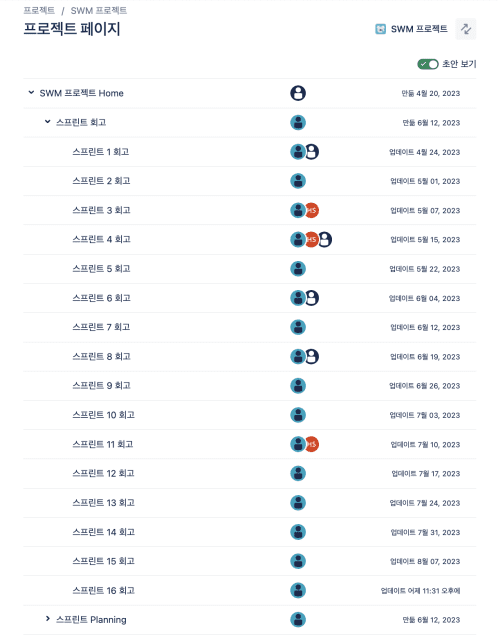 프로젝트 / SWM 프로젝트
프로젝트 페이지
SWM 프로젝트
초안 보기
SWM 프로젝트 Home 만듦 4월 20, 2023
스프린트 회고 만듦 6월 12, 2023
스프린트 1 회고 업데이트 4월 24, 2023
스프린트 2 회고 업데이트 5월 01, 2023
스프린트 3 회고 HS 업데이트 5월 07, 2023
스프린트 4 회고 HS 업데이트 5월 15, 2023
스프린트 5 회고 업데이트 5월 22, 2023
스프린트 6 회고 업데이트 6월 04, 2023
스프린트 7 회고 업데이트 6월 12, 2023
스프린트 8 회고 업데이트 6월 19, 2023
스프린트 9 회고 업데이트 6월 26, 2023
스프린트 10 회고 업데이트 7월 03, 2023
스프린트 11 회고 HS 업데이트 7월 10, 2023
스프린트 12 회고 업데이트 7월 17, 2023
스프린트 13 회고 업데이트 7월 24, 2023
스프린트 14 회고 업데이트 7월 31, 2023
스프린트 15 회고 업데이트 8월 07, 2023
스프린트 16 회고 업데이트 어제 11:31 오후에
스프린트 Planning 만듦 6월 12, 2023